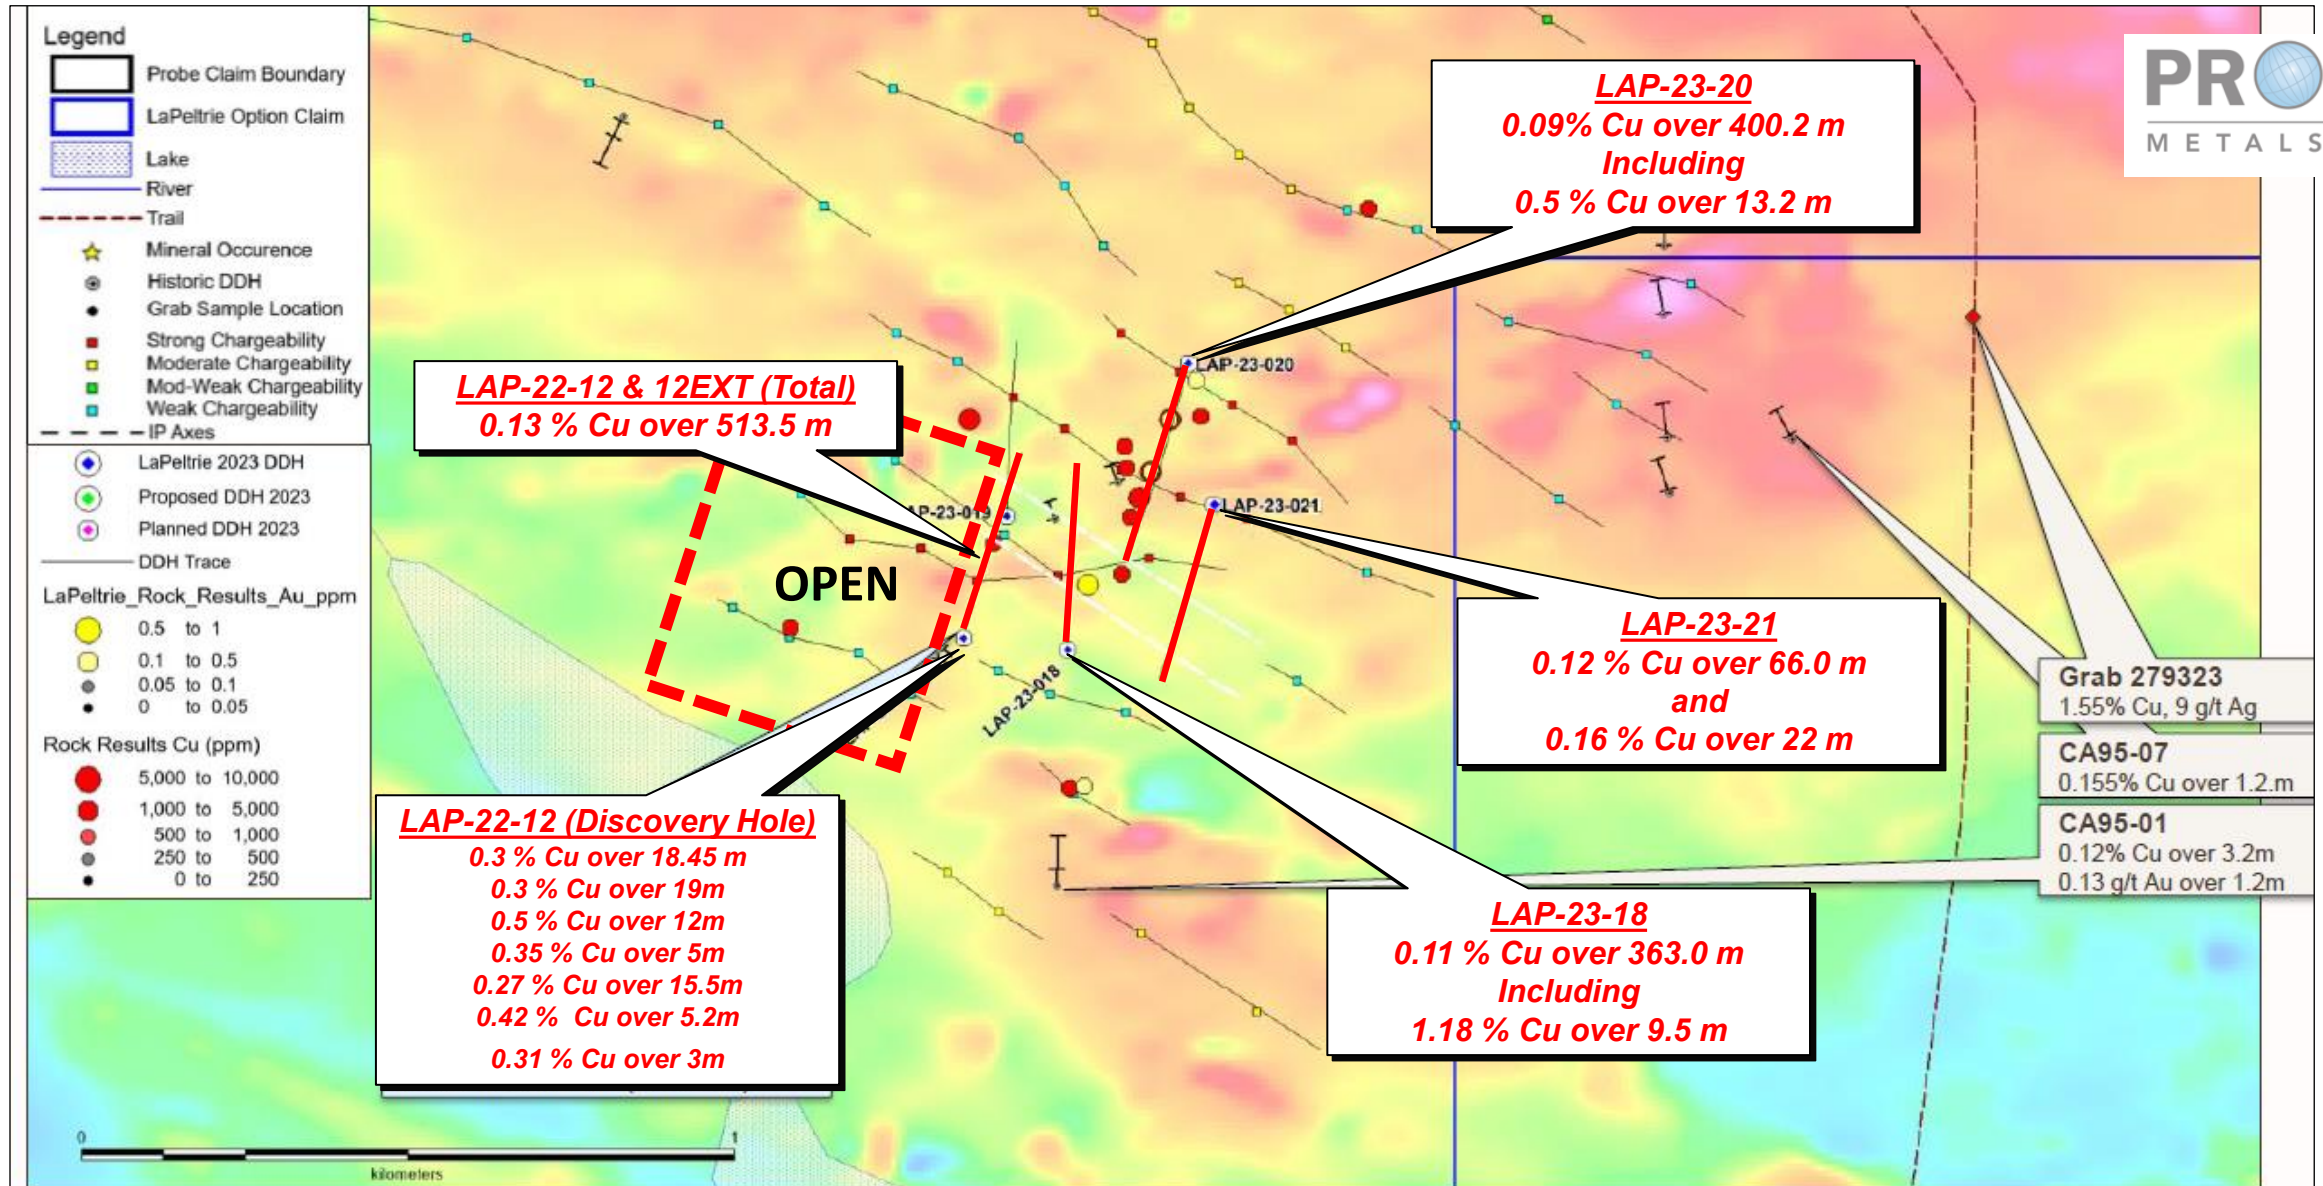 Legend
Probe Claim Boundary
LaPeltrie Option Claim
Lake
River
Trail
Mineral Occurence
Historic DDH
Grab Sample Location
Strong Chargeability
Moderate Chargeability
Mod-Weak Chargeability
Weak Chargeability
IP Axes
LaPeltrie 2023 DDH
Proposed DDH 2023
Planned DDH 2023
DDH Trace
LaPeltrie_Rock_Results_Au_ppm
0.5 to 1
0.1 to 0.5
0.05 to 0.1
0 to 0.05
Rock Results Cu (ppm)
5,000 to 10,000
1,000 to 5,000
500 to 1,000
250 to 500
0 to 250
0 1
kilometers
PRO
METALS
LAP-23-20
0.09% Cu over 400.2 m
Including
0.5 % Cu over 13.2 m
LAP-22-12 & 12EXT (Total)
0.13 % Cu over 513.5 m
LAP-23-020
AP-23-019
LAP-23-021
LAP-23-018
OPEN
LAP-23-21
0.12 % Cu over 66.0 m
and
0.16 % Cu over 22 m
Grab 279323
1.55% Cu, 9 g/t Ag
CA95-07
0.155% Cu over 1.2.m
CA95-01
0.12% Cu over 3.2m
0.13 g/t Au over 1.2m
LAP-22-12 (Discovery Hole)
0.3 % Cu over 18.45 m
0.3 % Cu over 19m
0.5 % Cu over 12m
0.35 % Cu over 5m
0.27 % Cu over 15.5m
0.42 % Cu over 5.2m
0.31 % Cu over 3m
LAP-23-18
0.11 % Cu over 363.0 m
Including
1.18 % Cu over 9.5 m